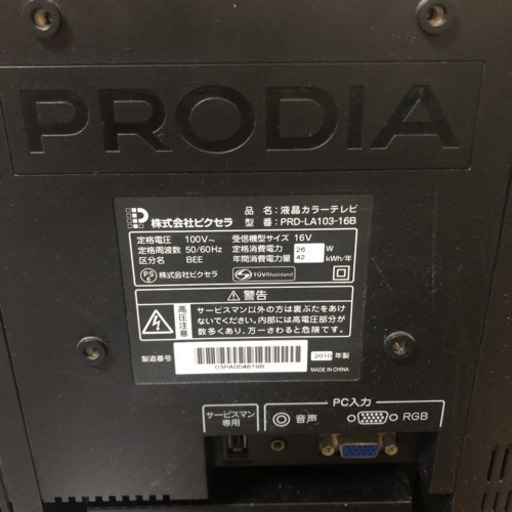 PRODIA
株式会社ピクセラ
品 名：液晶カラーテレビ
型 番：PRD-LA103-16B
定格電圧 100V～ 受信機型サイズ 16V
定格周波数 50/60Hz 定格消費電力 26 W
区分名 BEE 年間消費電力量 42 kWh/年
PS E 株式会社ピクセラ TÜVRheinland
高圧注意
警告
サービスマン以外の方は裏ぶたをあけ
ないでください。内部には高電圧部分が
数多くあり、万一さわると危険です。
製造番号 03PA004819B 2010 年製
MADE IN CHINA
サービスマン
専用
PC入力
音声 RGB